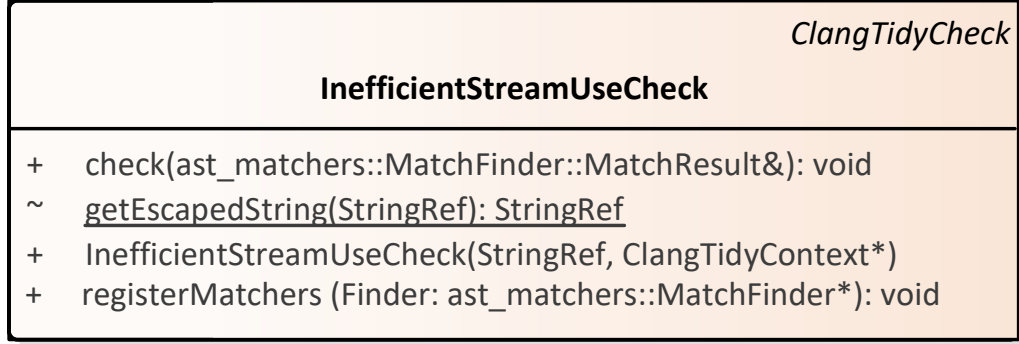 ClangTidyCheck
InefficientStreamUseCheck
+ check(ast_matchers::MatchFinder::MatchResult&): void
~ getEscapedString(StringRef): StringRef
+ InefficientStreamUseCheck(StringRef, ClangTidyContext*)
+ registerMatchers (Finder: ast_matchers::MatchFinder*): void